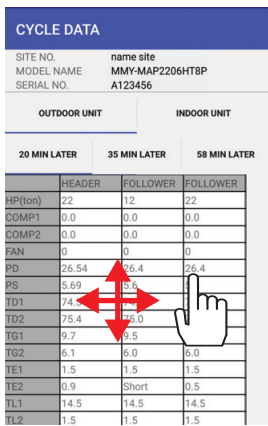 CYCLE DATA
SITE NO. name site
MODEL NAME MMY-MAP2206HT8P
SERIAL NO. A123456
OUTDOOR UNIT INDOOR UNIT
20 MIN LATER 35 MIN LATER 58 MIN LATER
HEADER FOLLOWER FOLLOWER
HP(ton) 22 12 22
COMP1 0.0 0.0 0.0
COMP2 0.0 0.0 0.0
FAN 0 0 0
PD 26.54 26.4 26.4
PS 5.69 5.6
TD1
TD2 75.4
TG1 9.7 9.5
TG2 6.1 6.0 6.0
TE1 1.5 1.5 1.5
TE2 0.9 Short 0.5
TL1 14.5 14.5 14.5
TL2 1.5 1.5 1.5